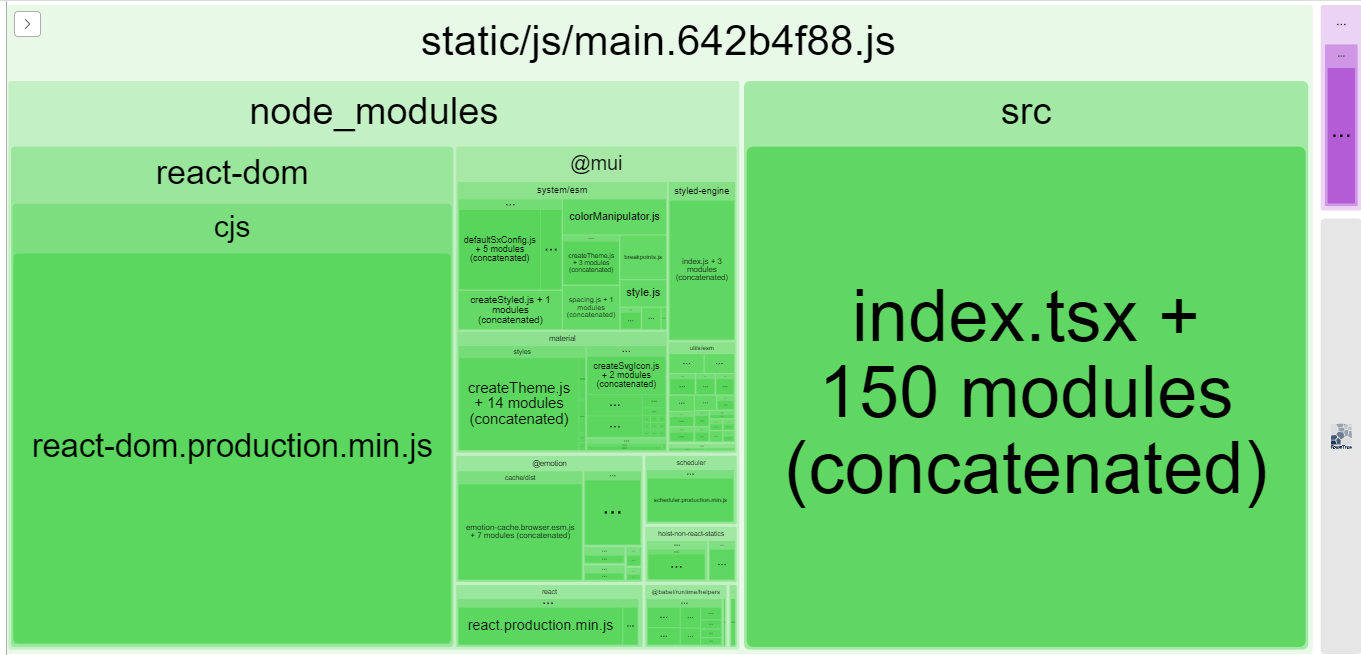 static/js/main.642b4f88.js
node_modules
src
react-dom
@mui
cjs
system/esm
styled-engine
...
colorManipulator.js
defaultSxConfig.js
+ 5 modules
(concatenated)
...
...
createTheme.js
+ 3 modules
(concatenated)
breakpoints.js
index.js + 3
modules
(concatenated)
createStyled.js + 1
modules
(concatenated)
spacing.js + 1
modules
(concatenated)
style.js
...
...
material
utils/esm
styles
...
createTheme.js
+ 14 modules
(concatenated)
createSvgIcon.js
+ 2 modules
(concatenated)
...
...
react-dom.production.min.js
index.tsx +
150 modules
(concatenated)
@emotion
scheduler
cache/dist
...
...
scheduler.production.min.js
emotion-cache.browser.esm.js
+ 7 modules (concatenated)
...
hoist-non-react-statics
...
...
react
@babel/runtime/helpers
...
...
react.production.min.js
...
...
...
...
FoamTree